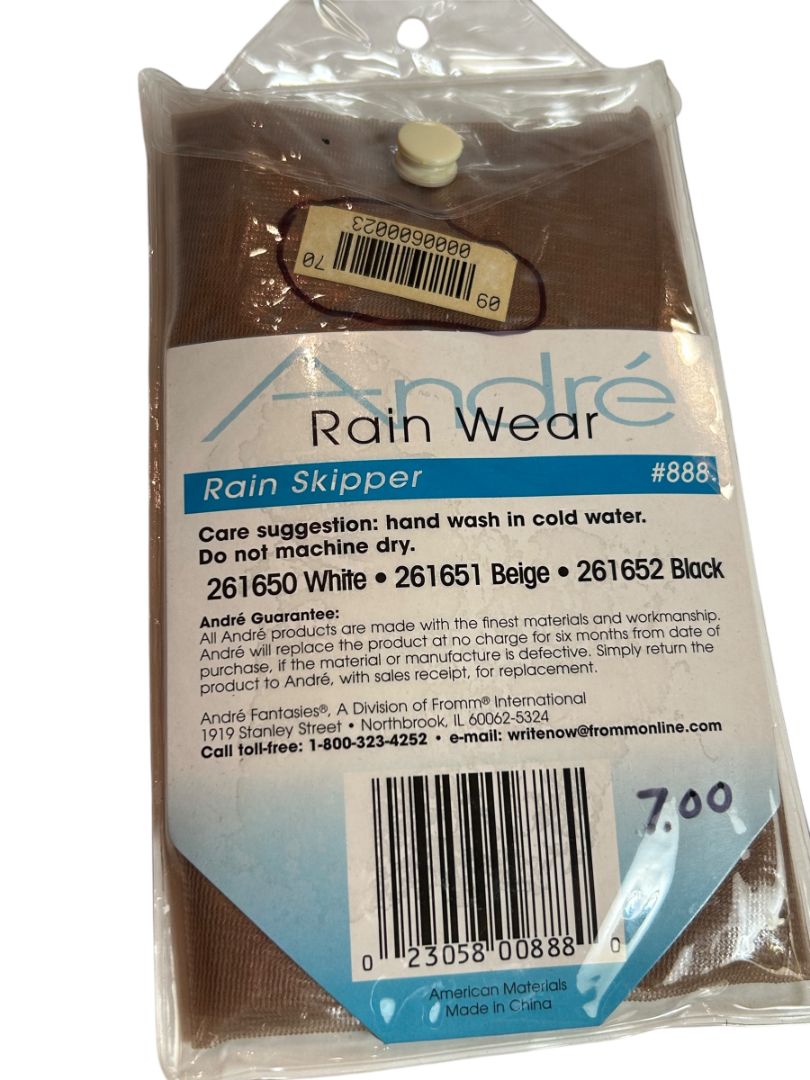 0000600023
09 70
André
Rain Wear
Rain Skipper #888
Care suggestion: hand wash in cold water.
Do not machine dry.
261650 White • 261651 Beige • 261652 Black
André Guarantee:
All André products are made with the finest materials and workmanship.
André will replace the product at no charge for six months from date of
purchase, if the material or manufacture is defective. Simply return the
product to André, with sales receipt, for replacement.
André Fantasies®, A Division of Fromm® International
1919 Stanley Street • Northbrook, IL 60062-5324
Call toll-free: 1-800-323-4252 • e-mail: writenow@frommonline.com
7.00
0 23058 00888 0
American Materials
Made in China